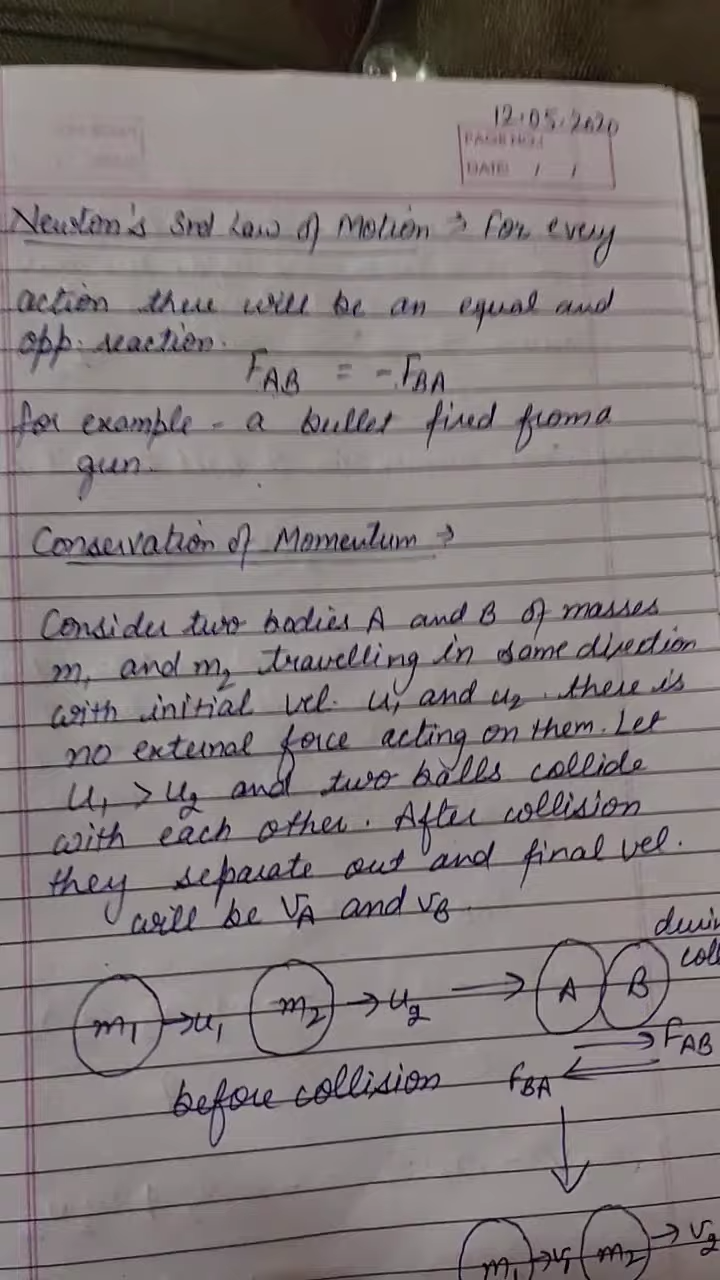 12.05.2020
PAGE NO.:
DATE: / /
Newton's 3rd Law of Motion → For every
action there will be an equal and
opp. reaction.
FAB = -FBA
for example - a bullet fired from a
gun.
Conservation of Momentum →
Consider two bodies A and B of masses
m₁ and m₂ travelling in same direction
with initial vel. u₁ and u₂. there is
no external force acting on them. Let
u₁ > u₂ and two balls collide
with each other. After collision
they separate out and final vel.
will be VA and VB.
m₁ → u₁ m₂ → u₂ → A B
FAB
FBA
before collision
m₁ → v₁ m₂ → v₂